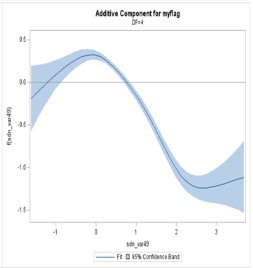 Additive Component for myflag
DF=4
f(sdn_var49)
0.5
0.0
-0.5
-1.0
-1.5
-1
0
1
2
3
sdn_var49
Fit 95% Confidence Band